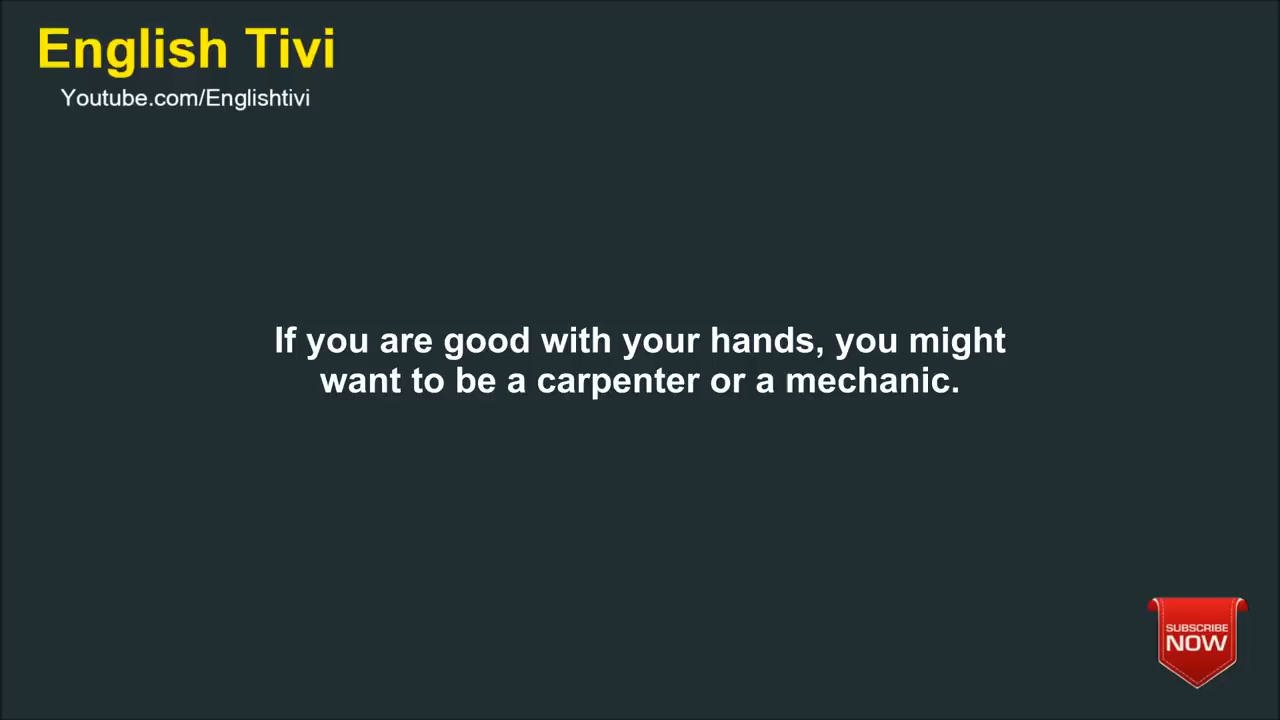 English Tivi
Youtube.com/Englishtivi
If you are good with your hands, you might
want to be a carpenter or a mechanic.
SUBSCRIBE
NOW